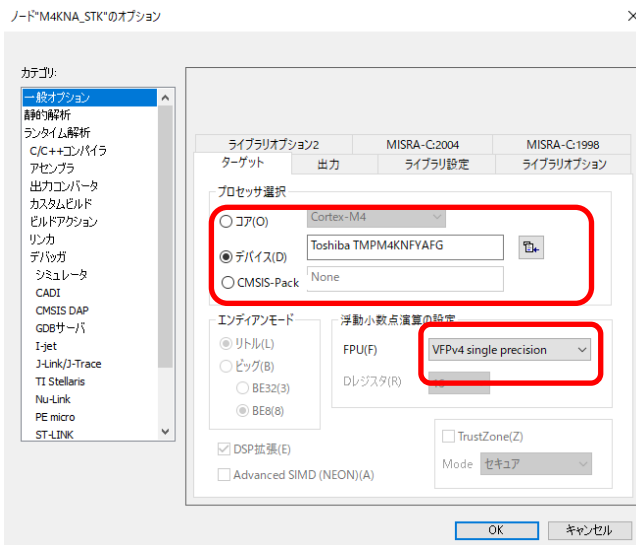 ノード"M4KNA_STK"のオプション
カテゴリ:
一般オプション
静的解析
ランタイム解析
C/C++コンパイラ
アセンブラ
出力コンバータ
カスタムビルド
ビルドアクション
リンカ
デバッガ
シミュレータ
CADI
CMSIS DAP
GDBサーバ
I-jet
J-Link/J-Trace
TI Stellaris
Nu-Link
PE micro
ST-LINK
ライブラリオプション2
MISRA-C:2004
MISRA-C:1998
ターゲット
出力
ライブラリ設定
ライブラリオプション
プロセッサ選択
コア(O)
Cortex-M4
デバイス(D)
Toshiba TMPM4KNFYAFG
CMSIS-Pack
None
エンディアンモード
リトル(L)
ビッグ(B)
BE32(3)
BE8(8)
浮動小数点演算の設定
FPU(F)
VFPv4 single precision
Dレジスタ(R)
DSP拡張(E)
Advanced SIMD (NEON)(A)
TrustZone(Z)
Mode
セキュア
OK
キャンセル